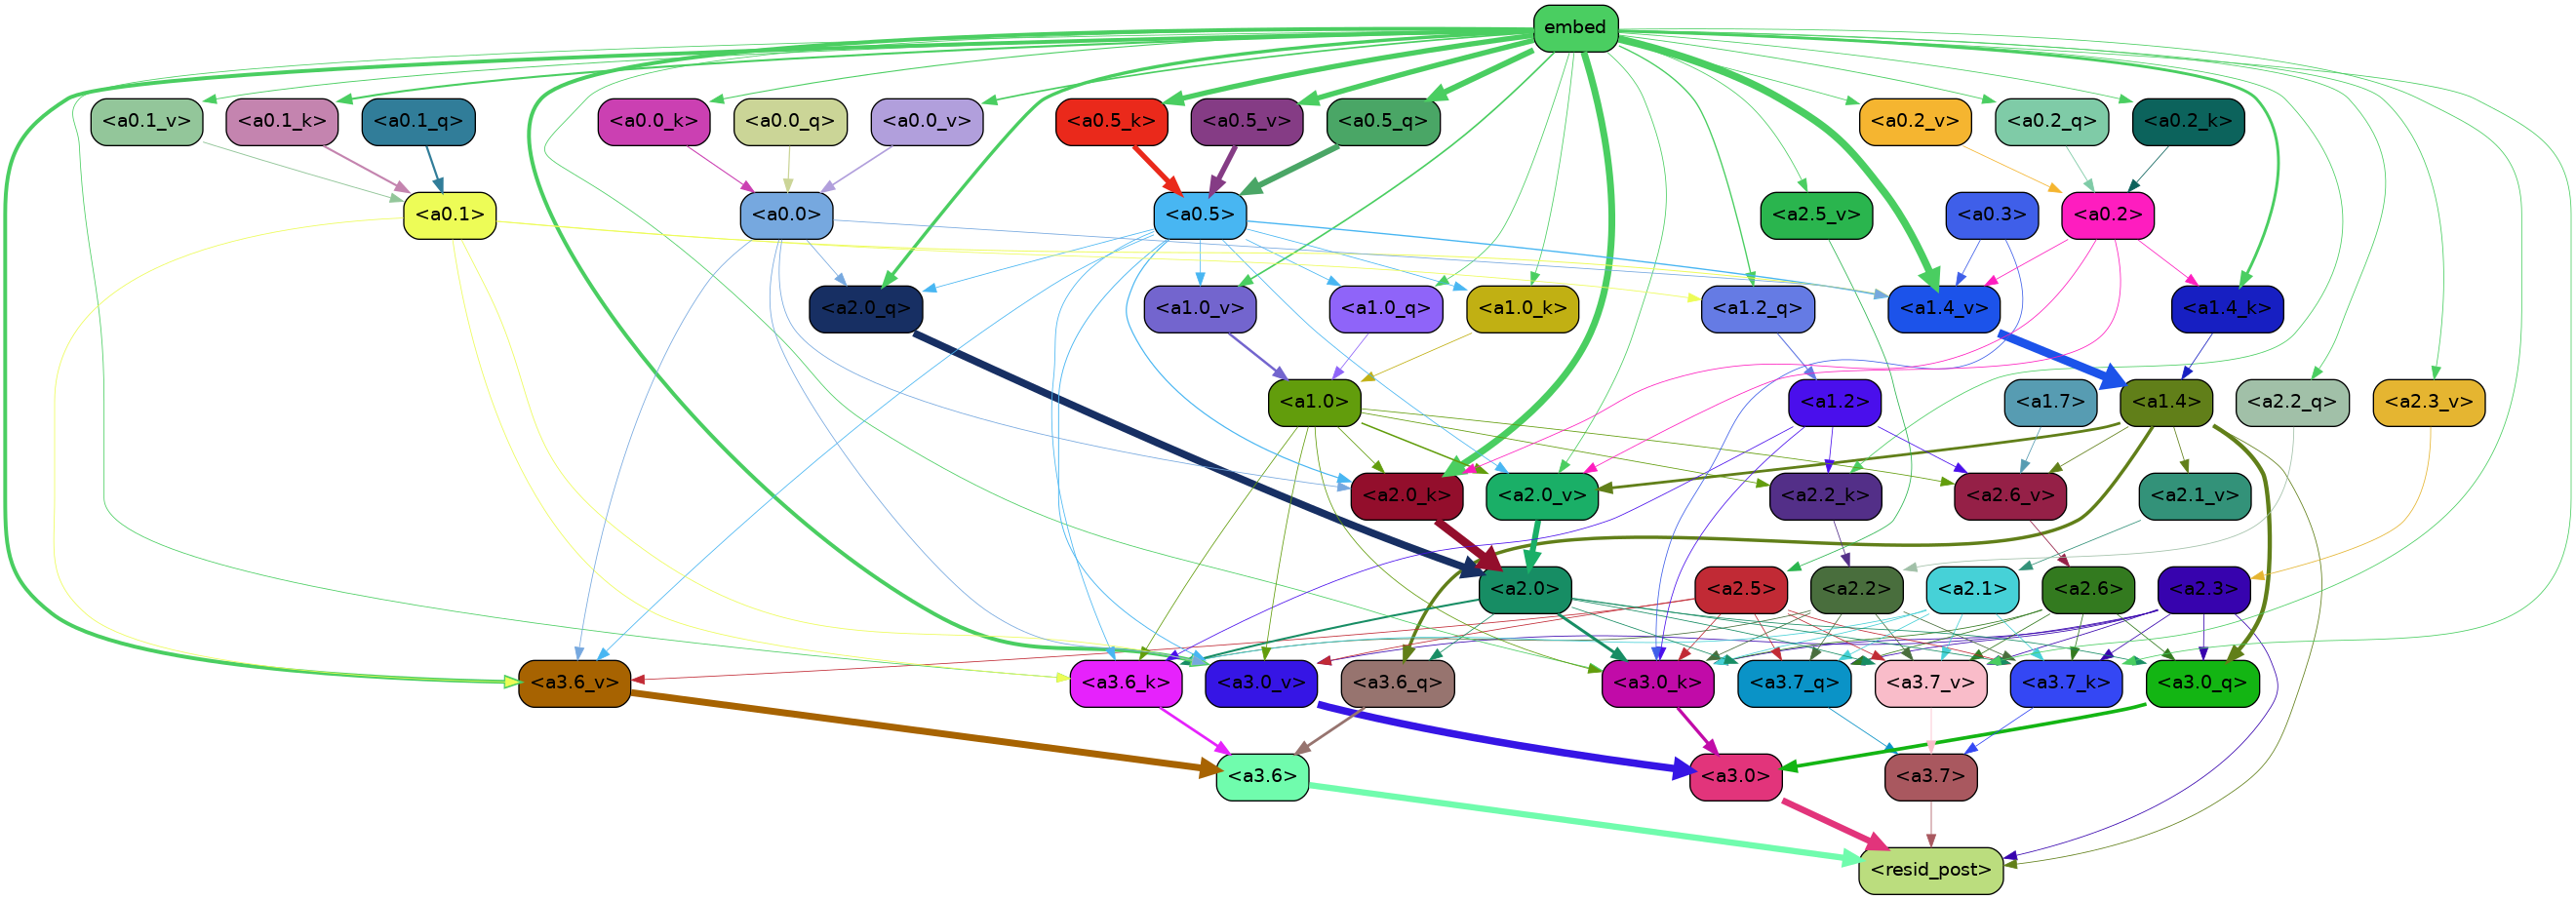 embed
<a0.1_v> <a0.1_k> <a0.1_q> <a0.0_k> <a0.0_q> <a0.0_v> <a0.5_k> <a0.5_v> <a0.5_q> <a0.2_v> <a0.2_q> <a0.2_k>
<a0.1> <a0.0> <a0.5> <a2.5_v> <a0.3> <a0.2>
<a2.0_q> <a1.0_v> <a1.0_q> <a1.0_k> <a1.2_q> <a1.4_v> <a1.4_k>
<a1.0> <a1.2> <a1.7> <a1.4> <a2.2_q> <a2.3_v>
<a2.0_k> <a2.0_v> <a2.2_k> <a2.6_v> <a2.1_v>
<a2.0> <a2.5> <a2.2> <a2.1> <a2.6> <a2.3>
<a3.6_v> <a3.6_k> <a3.0_v> <a3.6_q> <a3.0_k> <a3.7_q> <a3.7_v> <a3.7_k> <a3.0_q>
<a3.6> <a3.0> <a3.7>
<resid_post>